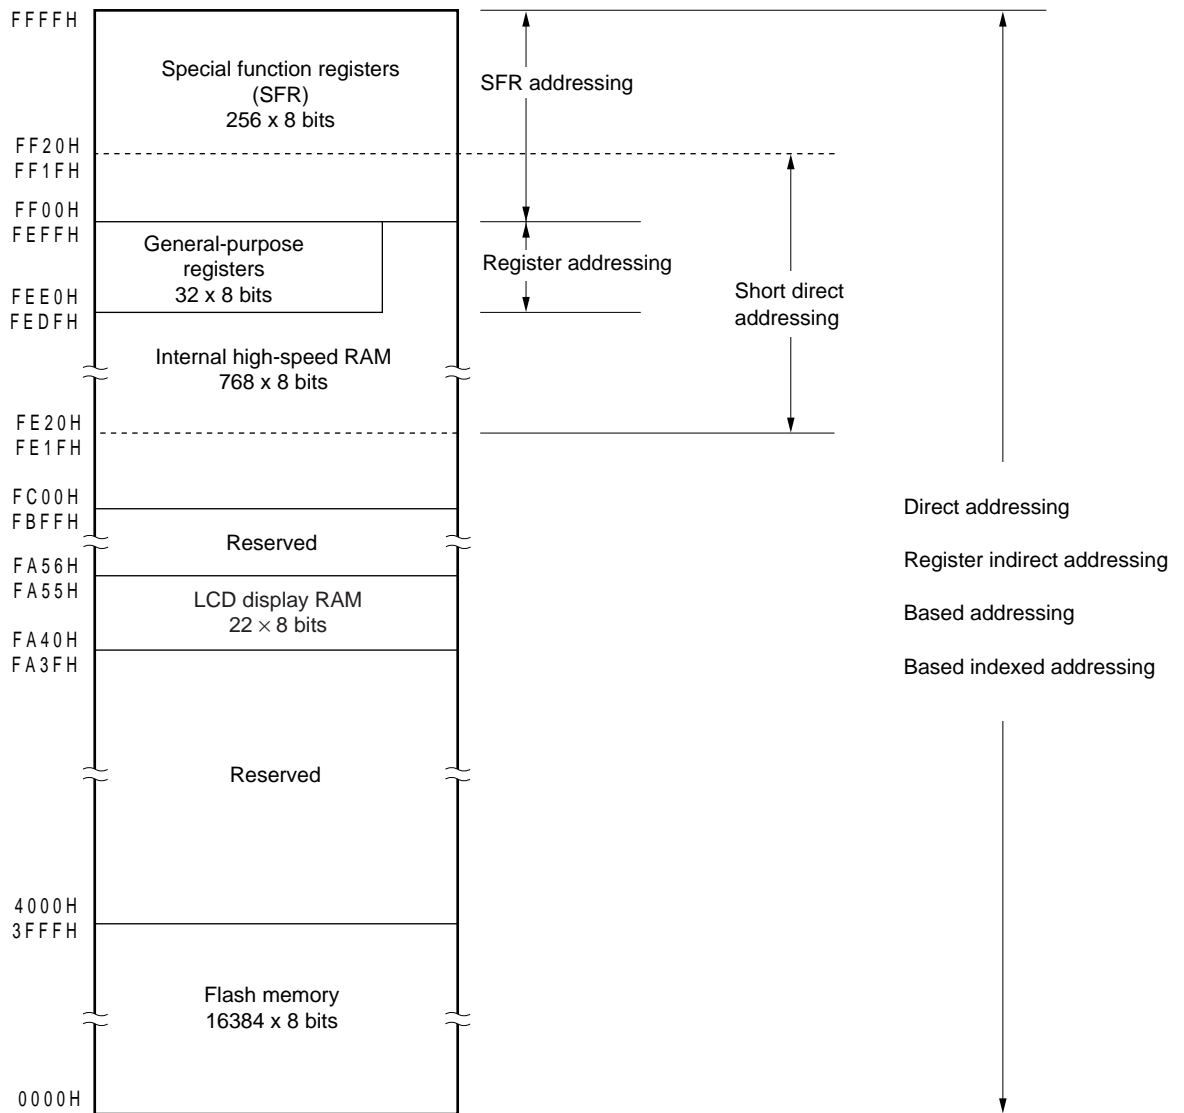 FFFFH
Special function registers
(SFR)
256 x 8 bits
SFR addressing
FF20H
FF1FH
FF00H
FEFFH
General-purpose
registers
32 x 8 bits
Register addressing
FEE0H
FEDFH
Short direct
addressing
Internal high-speed RAM
768 x 8 bits
FE20H
FE1FH
FC00H
FBFFH
Reserved
FA56H
FA55H
LCD display RAM
22 × 8 bits
FA40H
FA3FH
Direct addressing
Register indirect addressing
Based addressing
Based indexed addressing
Reserved
4000H
3FFFH
Flash memory
16384 x 8 bits
0000H